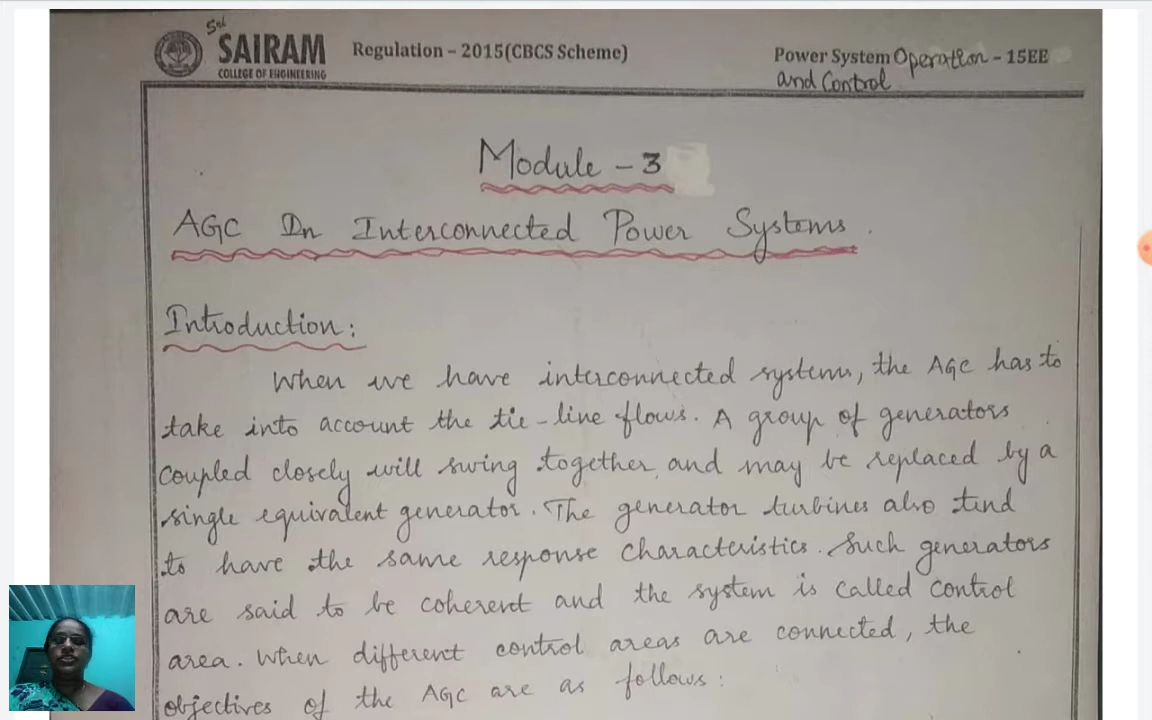 Sri
SAIRAM
COLLEGE OF ENGINEERING
Regulation – 2015(CBCS Scheme)
Power System Operation – 15EE
and Control
Module – 3
AGC In Interconnected Power Systems.
Introduction:
When we have interconnected systems, the AGC has to
take into account the tie-line flows. A group of generators
coupled closely will swing together and may be replaced by a
single equivalent generator. The generator turbines also tend
to have the same response characteristics. Such generators
are said to be coherent and the system is called control
area. When different control areas are connected, the
objectives of the AGC are as follows: